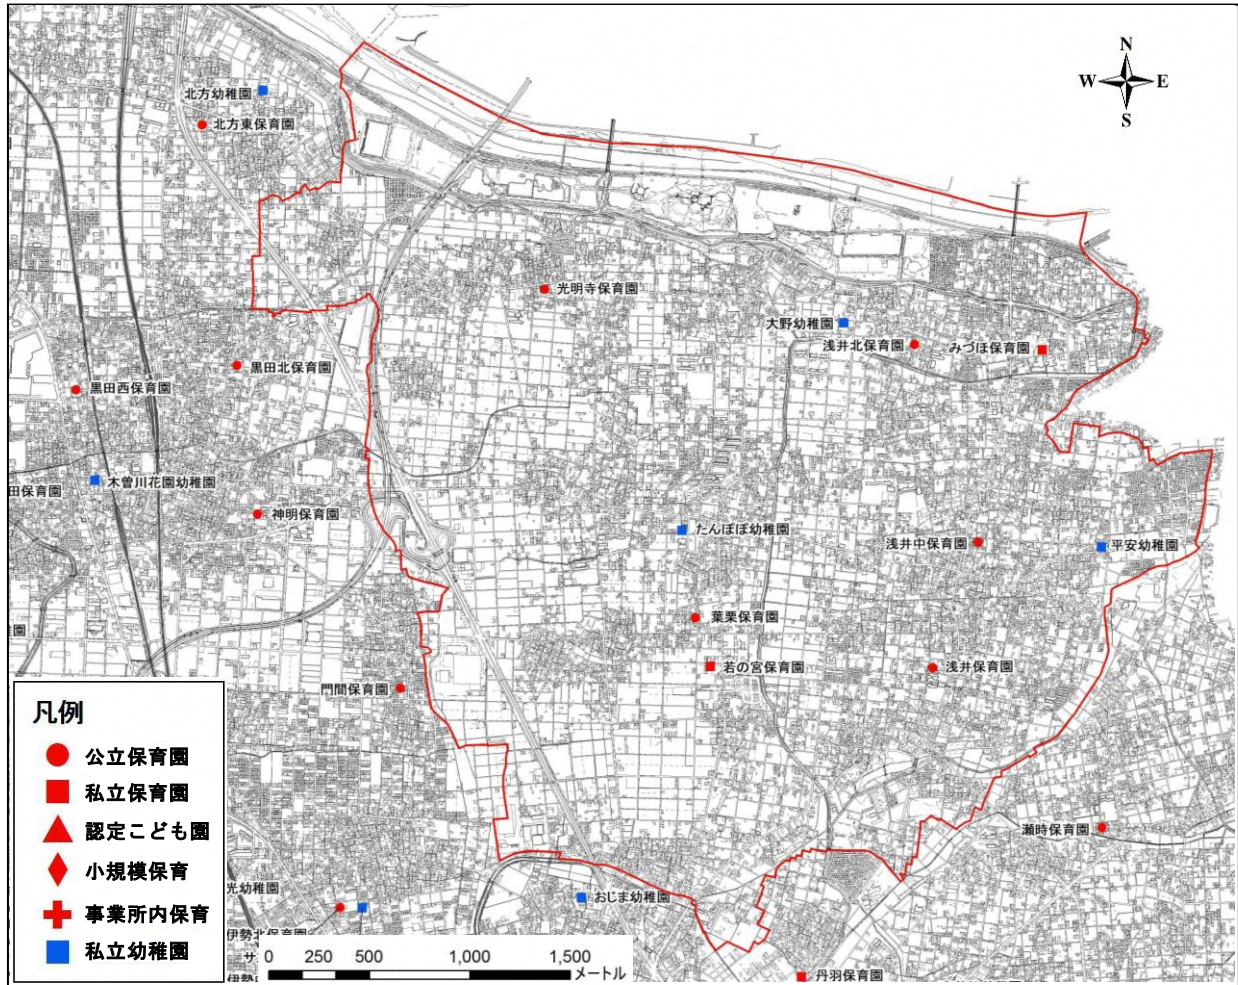 N
W E
S
北方幼稚園
北方東保育園
光明寺保育園
大野幼稚園
浅井北保育園
みづほ保育園
黒田北保育園
黒田西保育園
木曽川花園幼稚園
田保育園
神明保育園
たんぽぽ幼稚園
浅井中保育園
平安幼稚園
葉栗保育園
園
若の宮保育園
浅井保育園
門間保育園
瀬時保育園
光幼稚園
おじま幼稚園
伊勢北保育園
丹羽保育園
凡例
公立保育園
私立保育園
認定こども園
小規模保育
事業所内保育
私立幼稚園
0 250 500 1,000 1,500
メートル